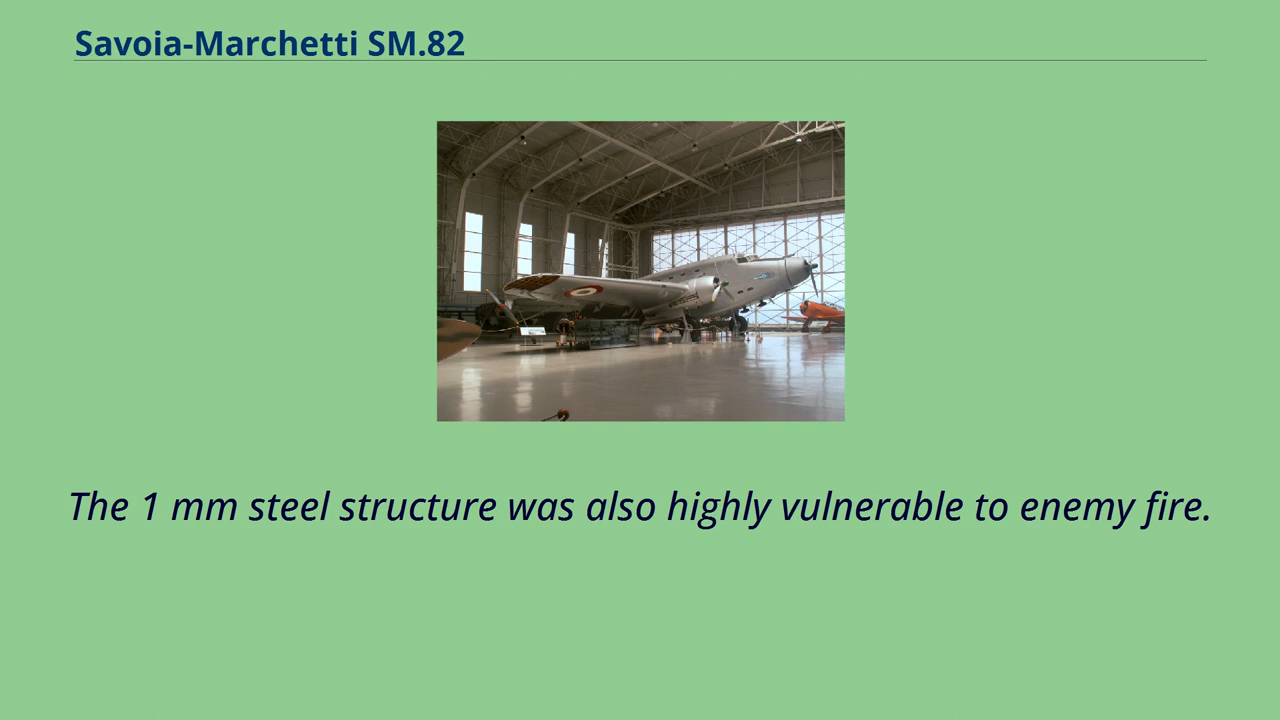 Savoia-Marchetti SM.82
The 1 mm steel structure was also highly vulnerable to enemy fire.